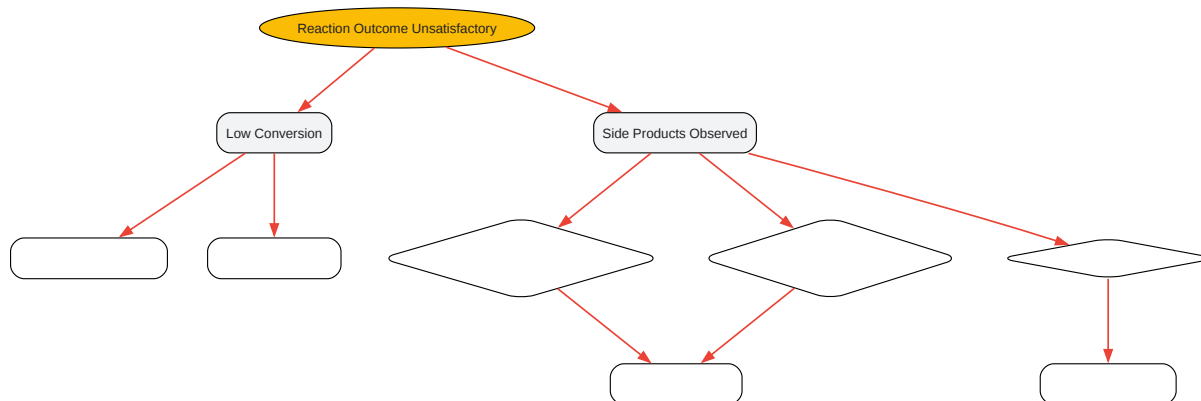 Reaction Outcome Unsatisfactory
Low Conversion
Side Products Observed